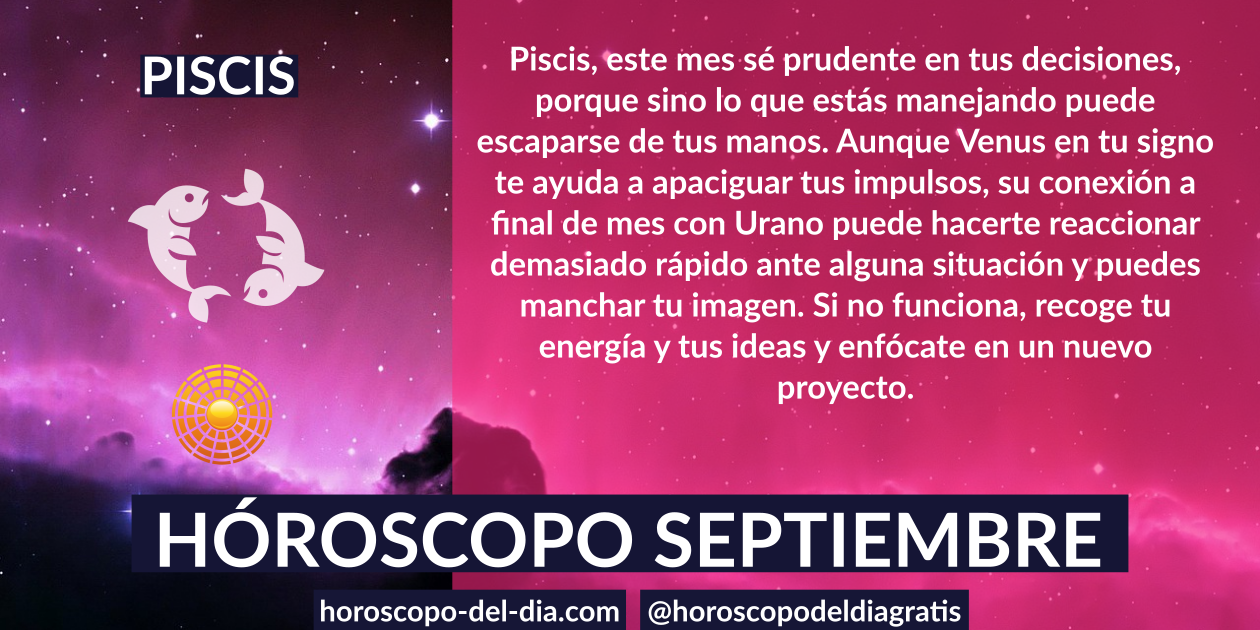 PISCIS
Piscis, este mes sé prudente en tus decisiones,
porque sino lo que estás manejando puede
escaparse de tus manos. Aunque Venus en tu signo
te ayuda a apaciguar tus impulsos, su conexión a
final de mes con Urano puede hacerte reaccionar
demasiado rápido ante alguna situación y puedes
manchar tu imagen. Si no funciona, recoge tu
energía y tus ideas y enfócate en un nuevo
proyecto.
HÓROSCOPO SEPTIEMBRE
horoscopo-del-dia.com
@horoscopodeldiagratis